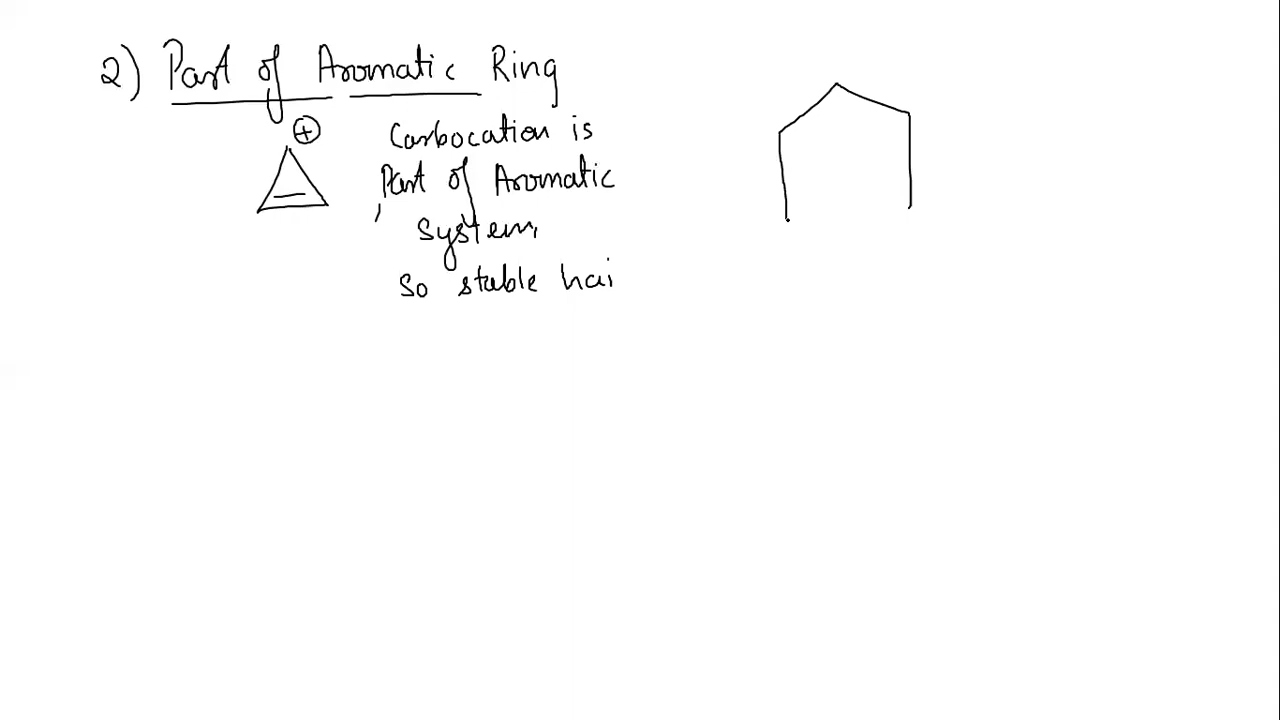 2) Part of Aromatic Ring
⊕
Carbocation is
Part of Aromatic
system,
so stable hai